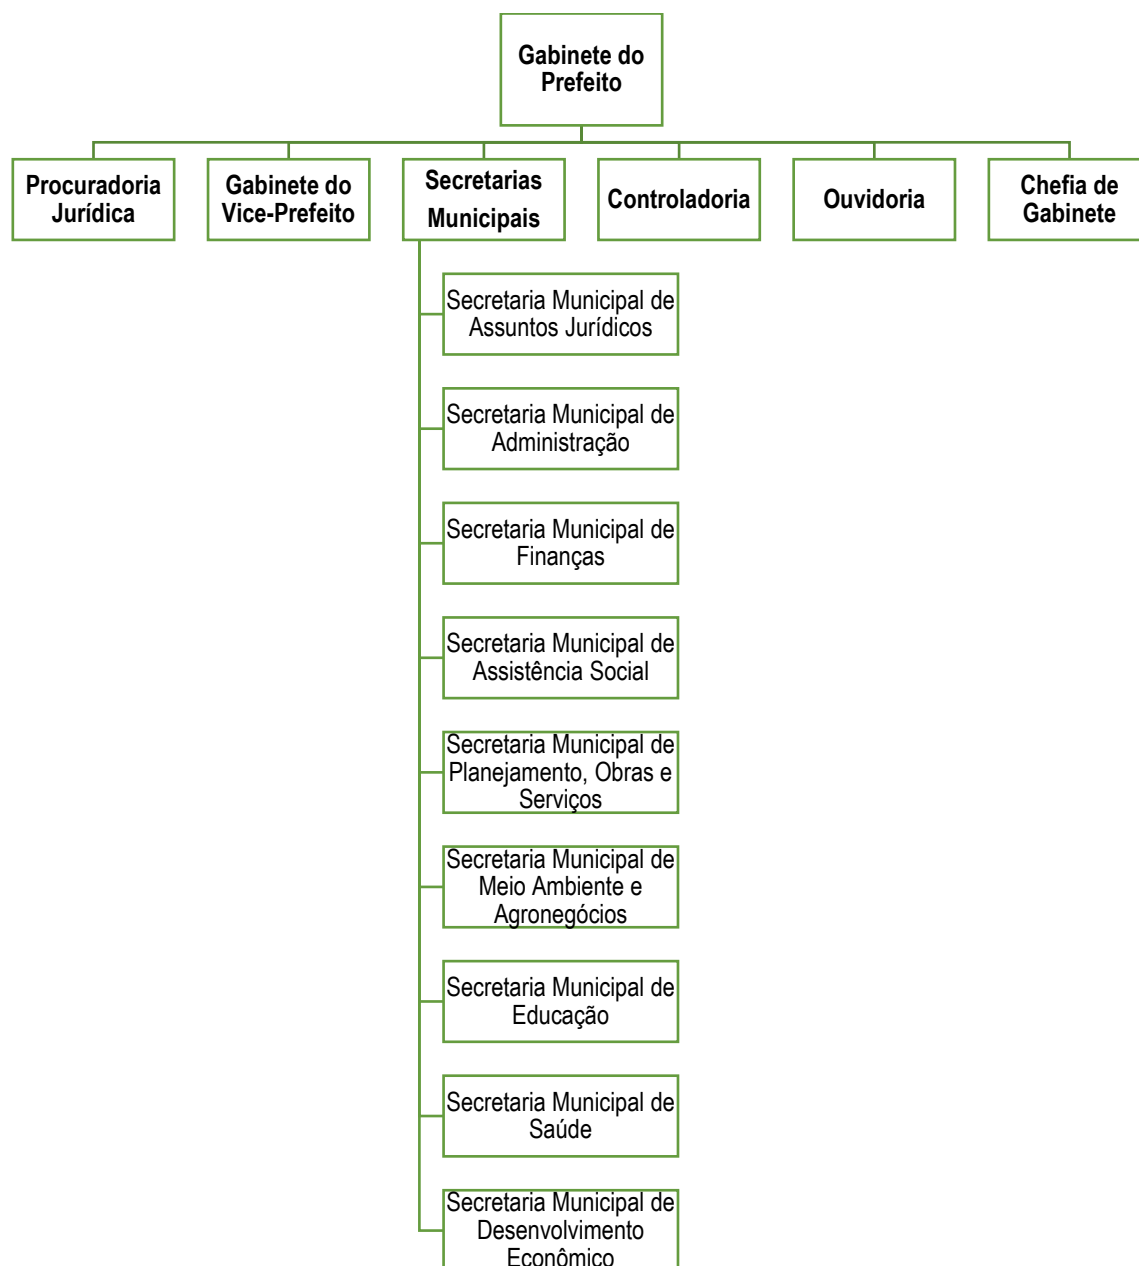 Gabinete do
Prefeito
Procuradoria
Jurídica
Gabinete do
Vice-Prefeito
Secretarias
Municipais
Controladoria
Ouvidoria
Chefia de
Gabinete
Secretaria Municipal de
Assuntos Jurídicos
Secretaria Municipal de
Administração
Secretaria Municipal de
Finanças
Secretaria Municipal de
Assistência Social
Secretaria Municipal de
Planejamento, Obras e
Serviços
Secretaria Municipal de
Meio Ambiente e
Agronegócios
Secretaria Municipal de
Educação
Secretaria Municipal de
Saúde
Secretaria Municipal de
Desenvolvimento
Econômico